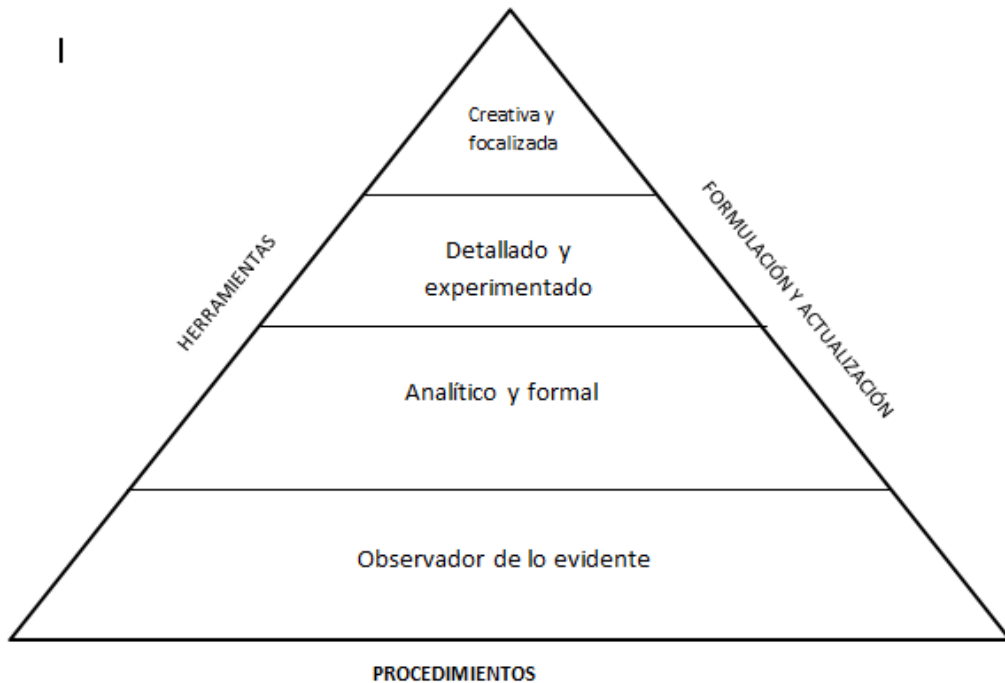 I
Creativa y
focalizada
HERRAMIENTAS
FORMULACIÓN Y ACTUALIZACIÓN
Detallado y
experimentado
Analítico y formal
Observador de lo evidente
PROCEDIMIENTOS